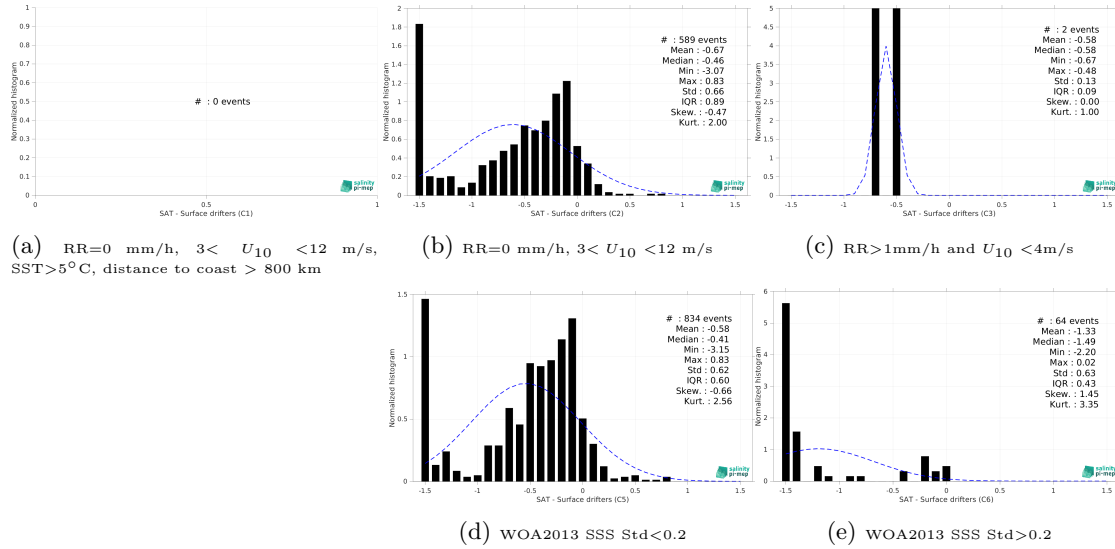 1
0.9
0.8
0.7
0.6
0.5
0.4
0.3
0.2
0.1
0
Normalized histogram
# : 0 events
salinity
pi-mep
0 0.5 1
SAT - Surface drifters (C1)
(a) RR=0 mm/h, 3< U10 <12 m/s,
SST>5°C, distance to coast > 800 km
2
1.8
1.6
1.4
1.2
1
0.8
0.6
0.4
0.2
0
Normalized histogram
# : 589 events
Mean : -0.67
Median : -0.46
Min : -3.07
Max : 0.83
Std : 0.66
IQR : 0.89
Skew. : -0.47
Kurt. : 2.00
salinity
pi-mep
-1.5 -1 -0.5 0 0.5 1 1.5
SAT - Surface drifters (C2)
(b) RR=0 mm/h, 3< U10 <12 m/s
5
4.5
4
3.5
3
2.5
2
1.5
1
0.5
0
Normalized histogram
# : 2 events
Mean : -0.58
Median : -0.58
Min : -0.67
Max : -0.48
Std : 0.13
IQR : 0.09
Skew. : 0.00
Kurt. : 1.00
salinity
pi-mep
-1.5 -1 -0.5 0 0.5 1 1.5
SAT - Surface drifters (C3)
(c) RR>1mm/h and U10 <4m/s
1.5
1
0.5
0
Normalized histogram
# : 834 events
Mean : -0.58
Median : -0.41
Min : -3.15
Max : 0.83
Std : 0.62
IQR : 0.60
Skew. : -0.66
Kurt. : 2.56
salinity
pi-mep
-1.5 -1 -0.5 0 0.5 1 1.5
SAT - Surface drifters (C5)
(d) WOA2013 SSS Std<0.2
6
5
4
3
2
1
0
Normalized histogram
# : 64 events
Mean : -1.33
Median : -1.49
Min : -2.20
Max : 0.02
Std : 0.63
IQR : 0.43
Skew. : 1.45
Kurt. : 3.35
salinity
pi-mep
-1.5 -1 -0.5 0 0.5 1 1.5
SAT - Surface drifters (C6)
(e) WOA2013 SSS Std>0.2